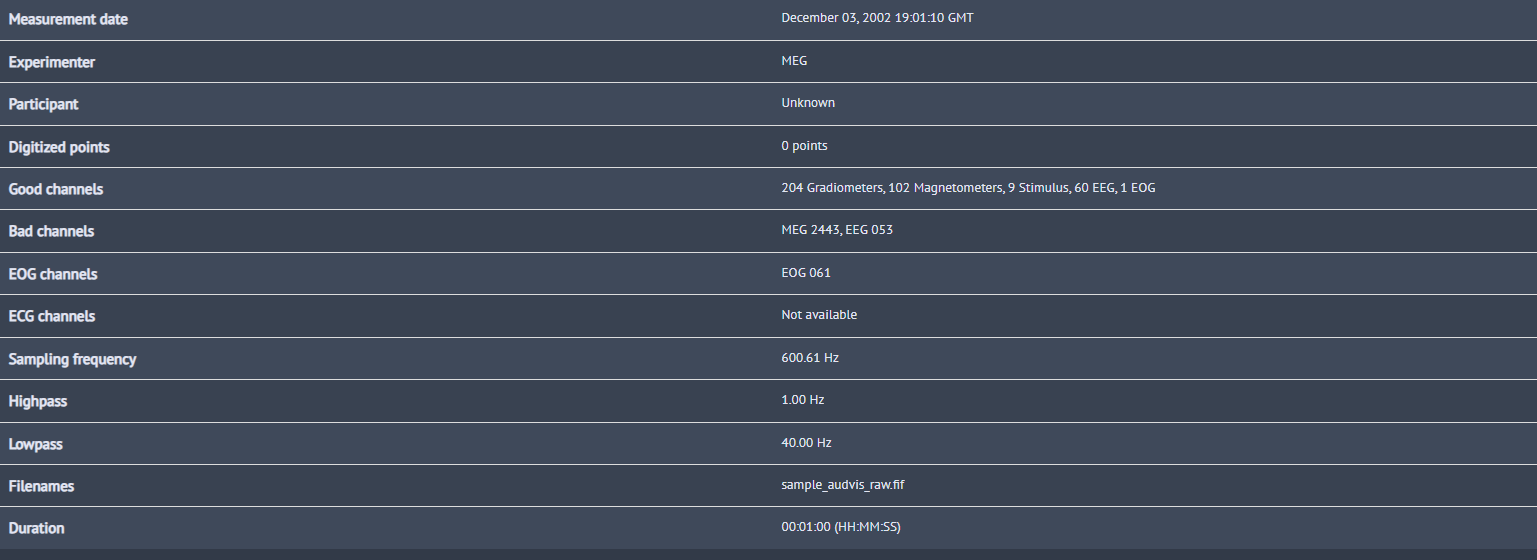 Measurement date December 03, 2002 19:01:10 GMT
Experimenter MEG
Participant Unknown
Digitized points 0 points
Good channels 204 Gradiometers, 102 Magnetometers, 9 Stimulus, 60 EEG, 1 EOG
Bad channels MEG 2443, EEG 053
EOG channels EOG 061
ECG channels Not available
Sampling frequency 600.61 Hz
Highpass 1.00 Hz
Lowpass 40.00 Hz
Filenames sample_audvis_raw.fif
Duration 00:01:00 (HH:MM:SS)